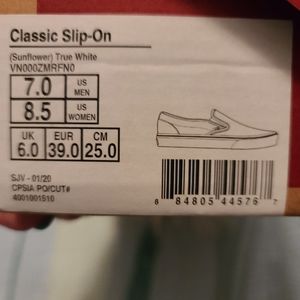 Classic Slip-On
(Sunflower) True White
VN000ZMRFN0
7.0 US MEN
8.5 US WOMEN
UK EUR CM
6.0 39.0 25.0
SJV - 01/20
CPSIA:PO/CUT#
4001001510
8 84805 44576 7